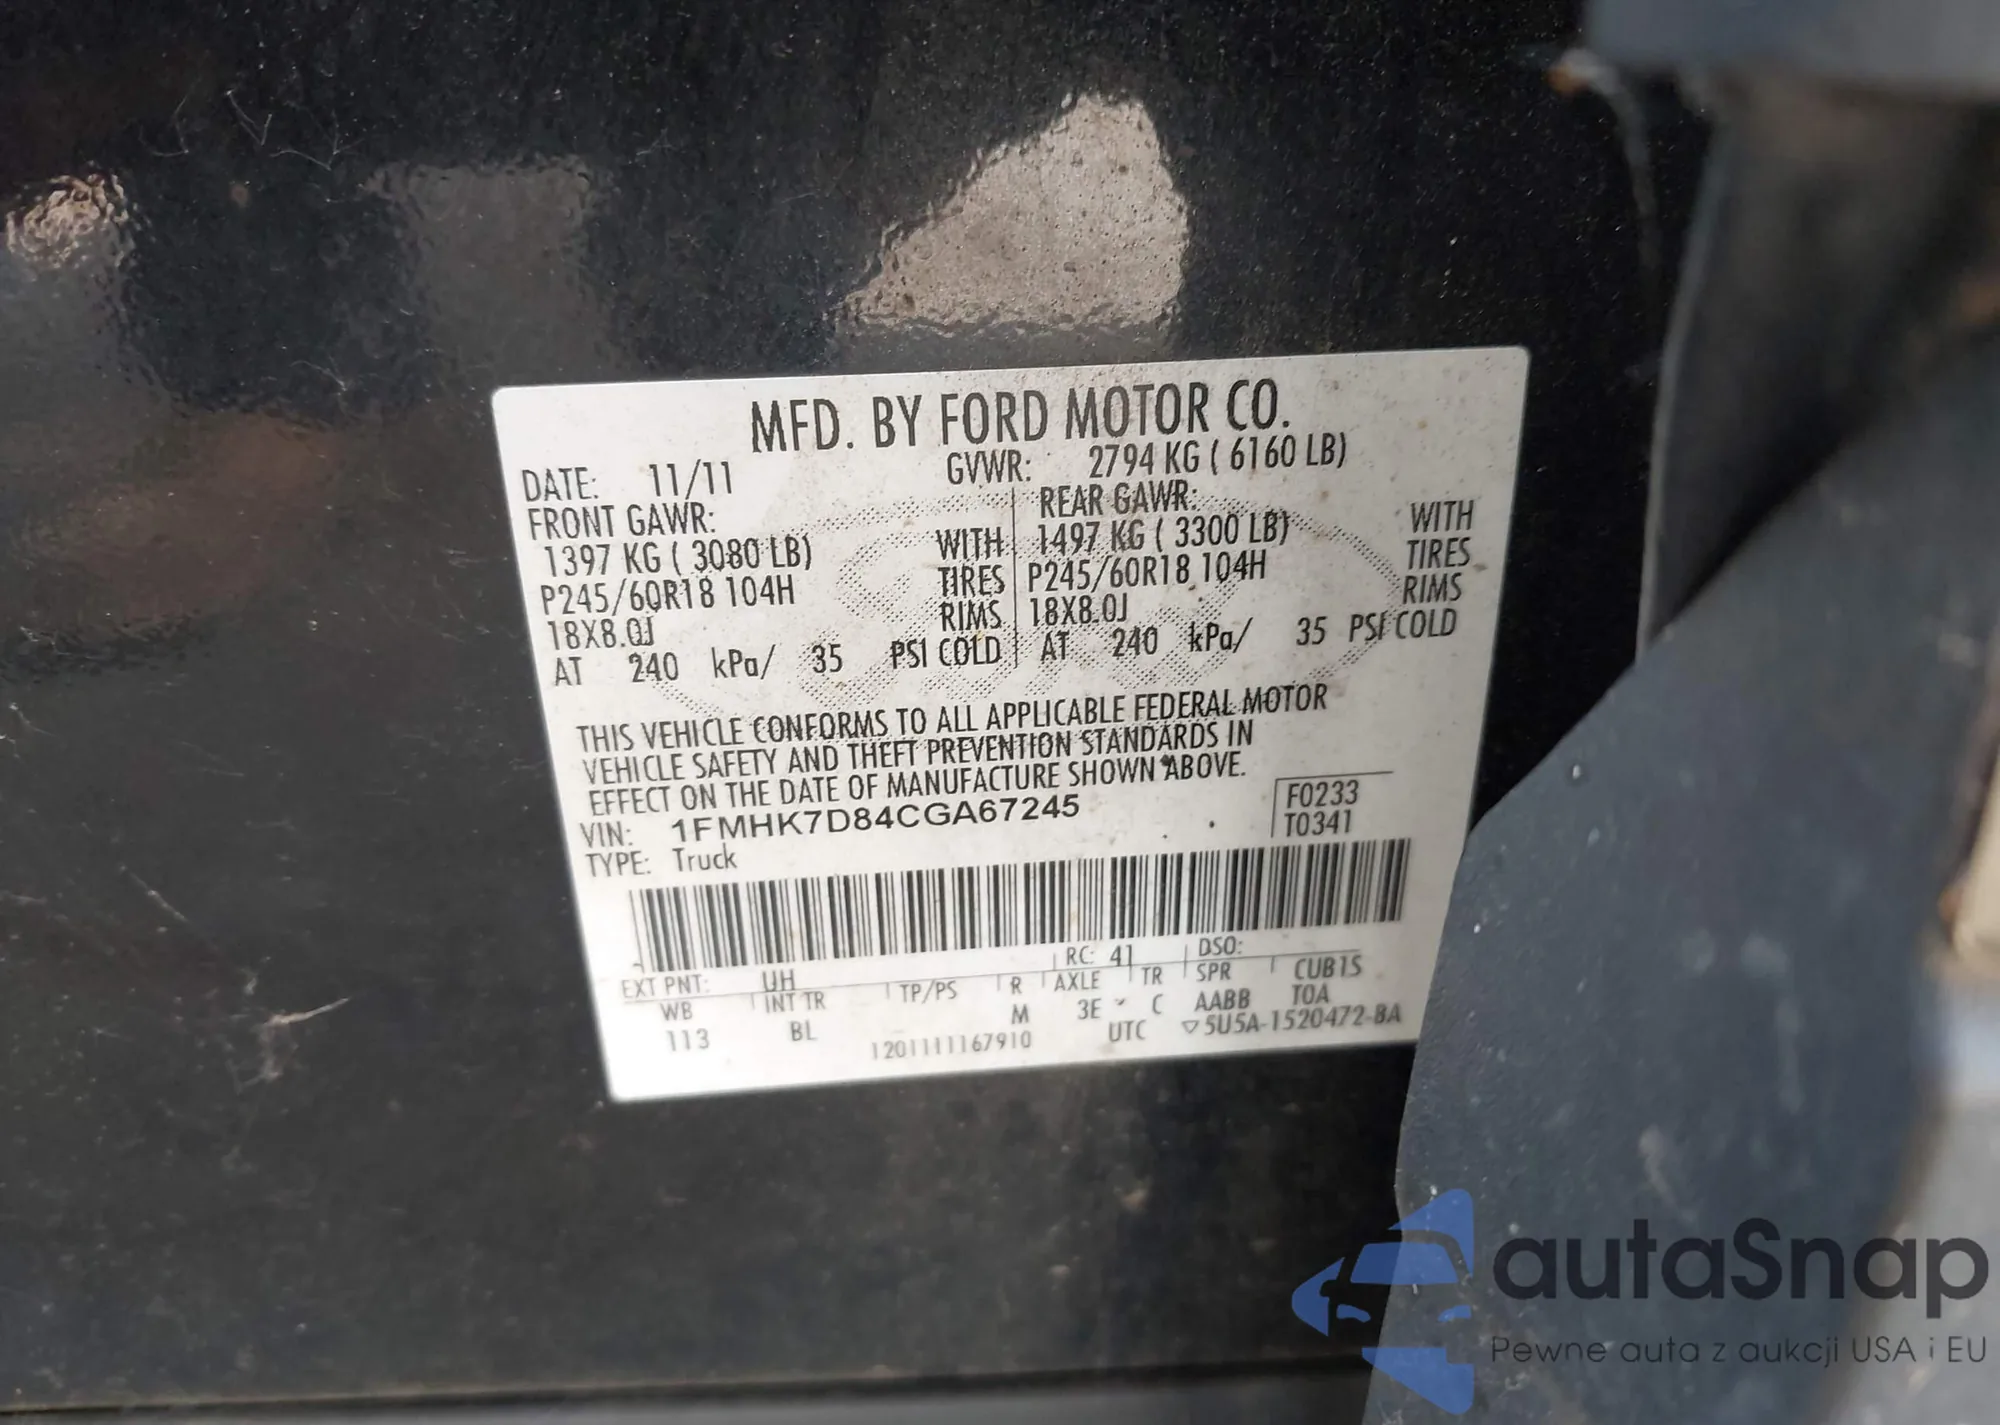 MFD. BY FORD MOTOR CO.
DATE: 11/11 GVWR: 2794 KG ( 6160 LB)
FRONT GAWR: REAR GAWR:
1397 KG ( 3080 LB) WITH 1497 KG ( 3300 LB) WITH
P245/60R18 104H TIRES P245/60R18 104H TIRES
18X8.0J RIMS 18X8.0J RIMS
AT 240 kPa/ 35 PSI COLD AT 240 kPa/ 35 PSI COLD
THIS VEHICLE CONFORMS TO ALL APPLICABLE FEDERAL MOTOR
VEHICLE SAFETY AND THEFT PREVENTION STANDARDS IN
EFFECT ON THE DATE OF MANUFACTURE SHOWN ABOVE.
VIN: 1FMHK7D84CGA67245
TYPE: Truck
F0233
T0341
EXT PNT: UH RC: 41 DSO:
WB INT TR TP/PS R AXLE TR SPR CUB1S
113 BL M 3E C AABB TOA
1201111167910 UTC ▽5U5A-1520472-BA
autaSnap
Pewne auta z aukcji USA i EU